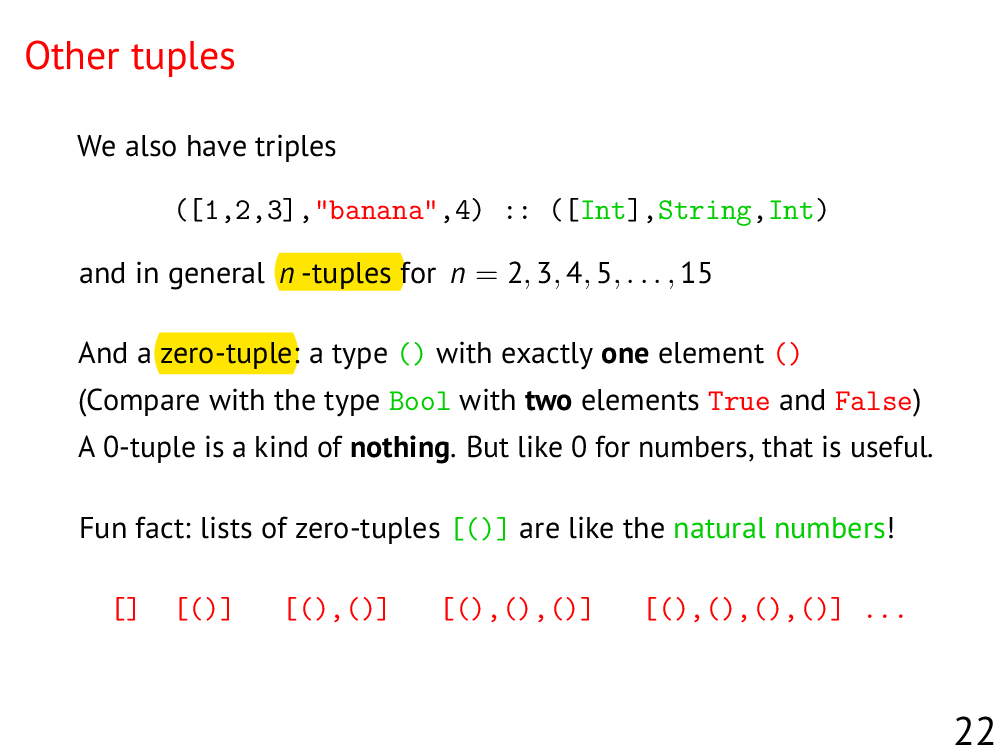 Other tuples
We also have triples
([1,2,3],"banana",4) :: ([Int],String,Int)
and in general n -tuples for n = 2, 3, 4, 5, . . . , 15
And a zero-tuple: a type () with exactly one element ()
(Compare with the type Bool with two elements True and False)
A 0-tuple is a kind of nothing. But like 0 for numbers, that is useful.
Fun fact: lists of zero-tuples [()] are like the natural numbers!
[] [()] [(),()] [(),(),()] [(),(),(),()] ...
22